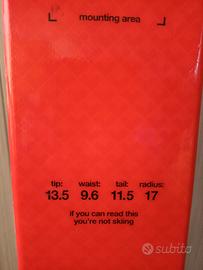 mounting area
tip: waist: tail: radius:
13.5 9.6 11.5 17
if you can read this
you're not skiing
subito